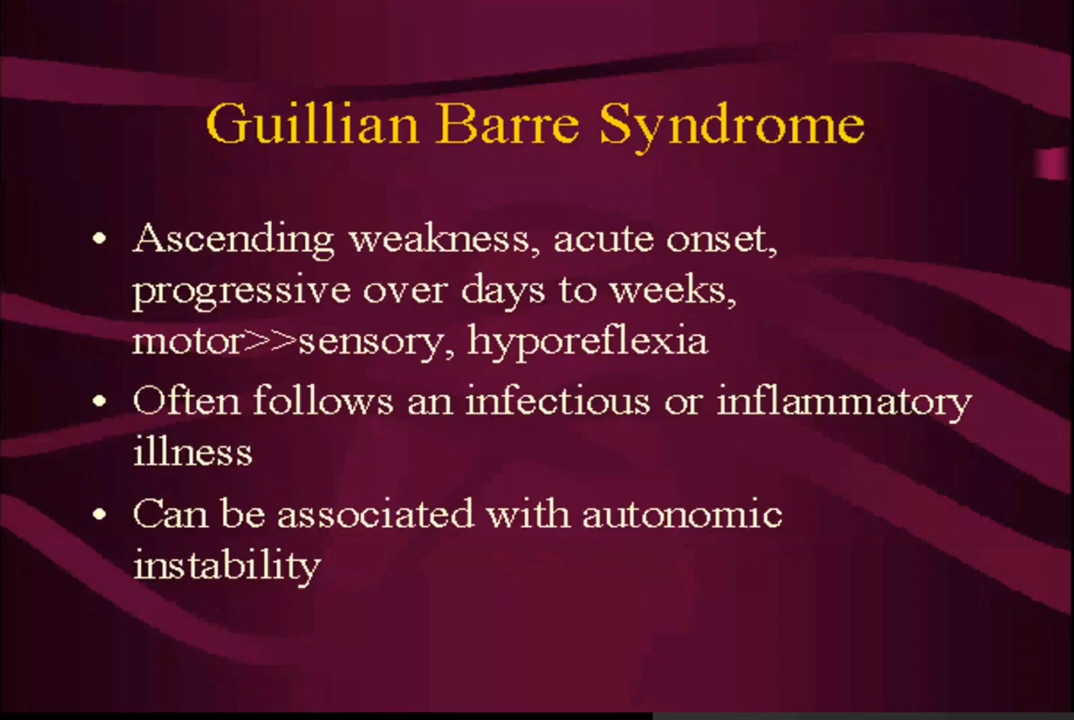 Guillian Barre Syndrome
• Ascending weakness, acute onset,
progressive over days to weeks,
motor>>sensory, hyporeflexia
• Often follows an infectious or inflammatory
illness
• Can be associated with autonomic
instability